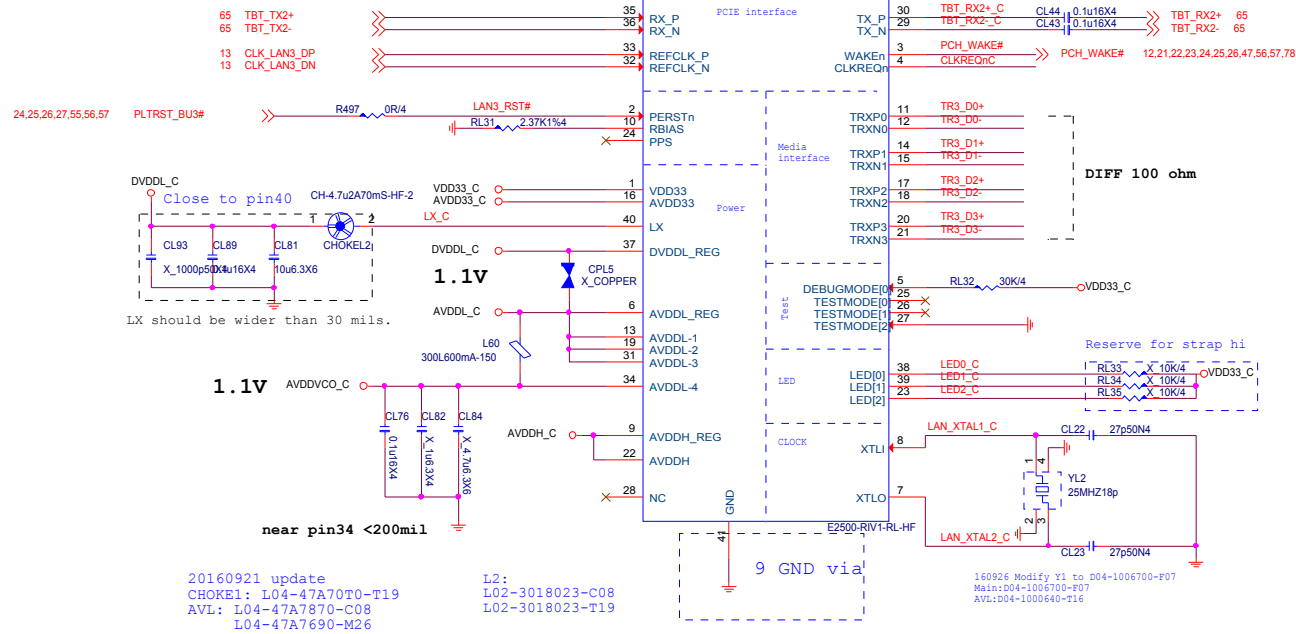 PCIE interface
65 TBT_TX2+ 35 RX_P TX_P 30 TBT_RX2+_C CL44 0.1u16X4 TBT_RX2+ 65
65 TBT_TX2- 36 RX_N TX_N 29 TBT_RX2-_C CL43 0.1u16X4 TBT_RX2- 65
13 CLK_LAN3_DP 33 REFCLK_P WAKEn 3 PCH_WAKE# PCH_WAKE# 12,21,22,23,24,25,26,47,56,57,78
13 CLK_LAN3_DN 32 REFCLK_N CLKREQn 4 CLKREQnC
24,25,26,27,55,56,57 PLTRST_BU3# R497 0R/4 LAN3_RST# 2 PERSTn TRXP0 11 TR3_D0+
RL31 2.37K1%4 10 RBIAS TRXN0 12 TR3_D0-
24 PPS
Media
interface
TRXP1 14 TR3_D1+
TRXN1 15 TR3_D1-
DIFF 100 ohm
TRXP2 17 TR3_D2+
TRXN2 18 TR3_D2-
TRXP3 20 TR3_D3+
TRXN3 21 TR3_D3-
DVDDL_C
Close to pin40
CH-4.7u2A70mS-HF-2
VDD33_C 1 VDD33
AVDD33_C 16 AVDD33
Power
1 2 LX_C 40 LX
CHOKEL2
CL93 CL89 CL81
X_1000p50X4 0.1u16X4 10u6.3X6
LX should be wider than 30 mils.
DVDDL_C 37 DVDDL_REG
1.1V
CPL5
X_COPPER
AVDDL_C 6 AVDDL_REG
13 AVDDL-1
19 AVDDL-2
31 AVDDL-3
L60
300L600mA-150
1.1V AVDDVCO_C 34 AVDDL-4
CL76 CL82 CL84
0.1u16X4 X_1u6.3X4 X_4.7u6.3X6
AVDDH_C 9 AVDDH_REG
22 AVDDH
28 NC
near pin34 <200mil
Test
DEBUGMODE[0] 5 RL32 30K/4 VDD33_C
TESTMODE[0] 25
TESTMODE[1] 26
TESTMODE[2] 27
Reserve for strap hi
LED
LED[0] 38 LED0_C RL33 X_10K/4 VDD33_C
LED[1] 39 LED1_C RL34 X_10K/4
LED[2] 23 LED2_C RL35 X_10K/4
CLOCK
XTLI 8 LAN_XTAL1_C CL22 27p50N4
1 4
YL2
25MHZ18p
2 3
XTLO 7 LAN_XTAL2_C CL23 27p50N4
GND
41
E2500-RIV1-RL-HF
9 GND via
20160921 update
CHOKE1: L04-47A70T0-T19
AVL: L04-47A7870-C08
L04-47A7690-M26
L2:
L02-3018023-C08
L02-3018023-T19
160926 Modify Y1 to D04-1006700-F07
Main:D04-1006700-F07
AVL:D04-1000640-T16